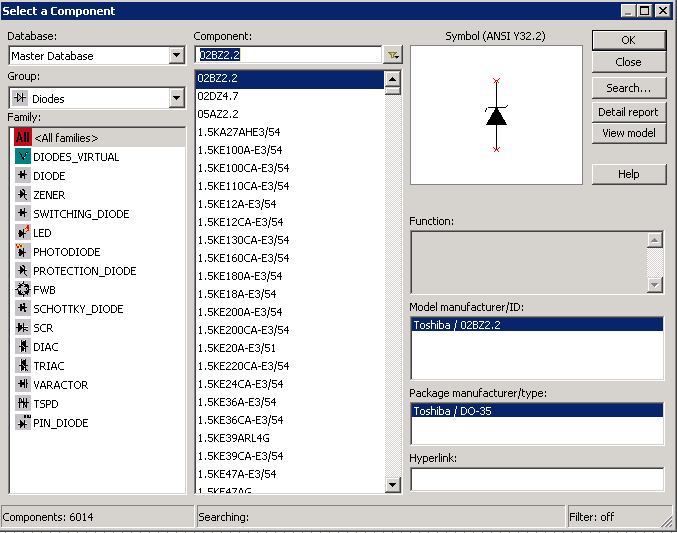 Select a Component
Database:
Master Database
Group:
Diodes
Family:
All <All families>
DIODES_VIRTUAL
DIODE
ZENER
SWITCHING_DIODE
LED
PHOTODIODE
PROTECTION_DIODE
FWB
SCHOTTKY_DIODE
SCR
DIAC
TRIAC
VARACTOR
TSPD
PIN_DIODE
Component:
02BZ2.2
02BZ2.2
02DZ4.7
05AZ2.2
1.5KA27AHE3/54
1.5KE100A-E3/54
1.5KE100CA-E3/54
1.5KE110CA-E3/54
1.5KE12A-E3/54
1.5KE12CA-E3/54
1.5KE130CA-E3/54
1.5KE160CA-E3/54
1.5KE180A-E3/54
1.5KE18A-E3/54
1.5KE200A-E3/54
1.5KE200CA-E3/54
1.5KE20A-E3/51
1.5KE220CA-E3/54
1.5KE24CA-E3/54
1.5KE36A-E3/54
1.5KE36CA-E3/54
1.5KE39ARL4G
1.5KE39CA-E3/54
1.5KE47A-E3/54
1.5KE47AG
Symbol (ANSI Y32.2)
OK
Close
Search...
Detail report
View model
Help
Function:
Model manufacturer/ID:
Toshiba / 02BZ2.2
Package manufacturer/type:
Toshiba / DO-35
Hyperlink:
Components: 6014
Searching:
Filter: off